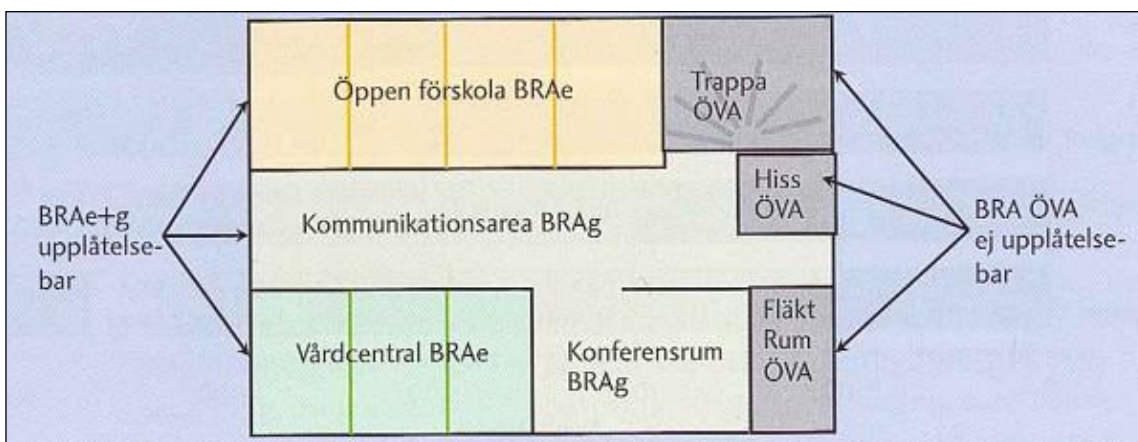 Öppen förskola BRAe
Trappa
ÖVA
Hiss
ÖVA
BRAe+g
upplåtelse-
bar
Kommunikationsarea BRAg
BRA ÖVA
ej upplåtelse-
bar
Vårdcentral BRAe
Konferensrum
BRAg
Fläkt
Rum
ÖVA